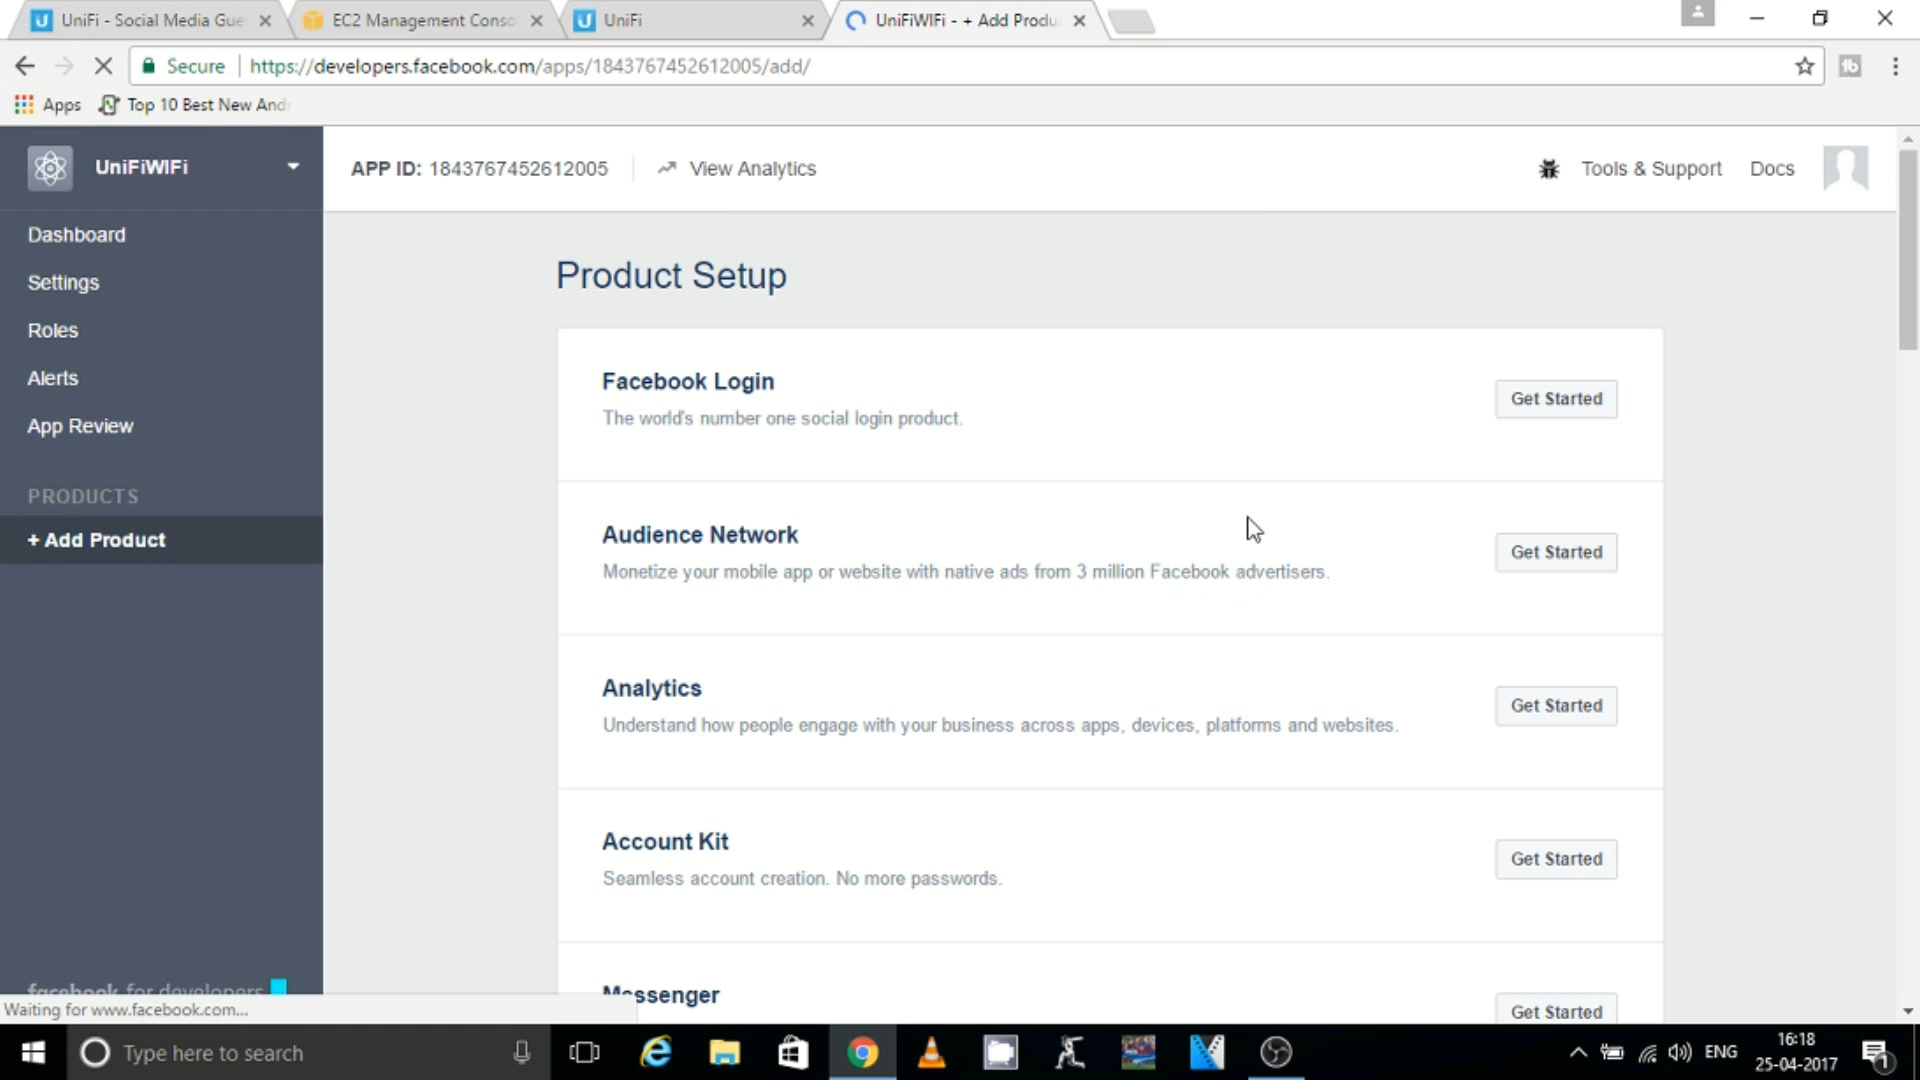 UniFi - Social Media Gue
EC2 Management Conso
UniFi
UniFiWIFi - + Add Produ
Secure
https://developers.facebook.com/apps/1843767452612005/add/
Apps
Top 10 Best New And
UniFiWIFi
APP ID: 1843767452612005
View Analytics
Tools & Support
Docs
Dashboard
Settings
Roles
Alerts
App Review
PRODUCTS
+ Add Product
Product Setup
Facebook Login
The world's number one social login product.
Get Started
Audience Network
Monetize your mobile app or website with native ads from 3 million Facebook advertisers.
Get Started
Analytics
Understand how people engage with your business across apps, devices, platforms and websites.
Get Started
Account Kit
Seamless account creation. No more passwords.
Get Started
Messenger
Get Started
facebook for developers
Waiting for www.facebook.com...
Type here to search
ENG
16:18
25-04-2017
1